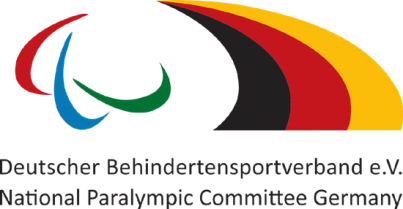 Deutscher Behindertensportverband e.V.
National Paralympic Committee Germany